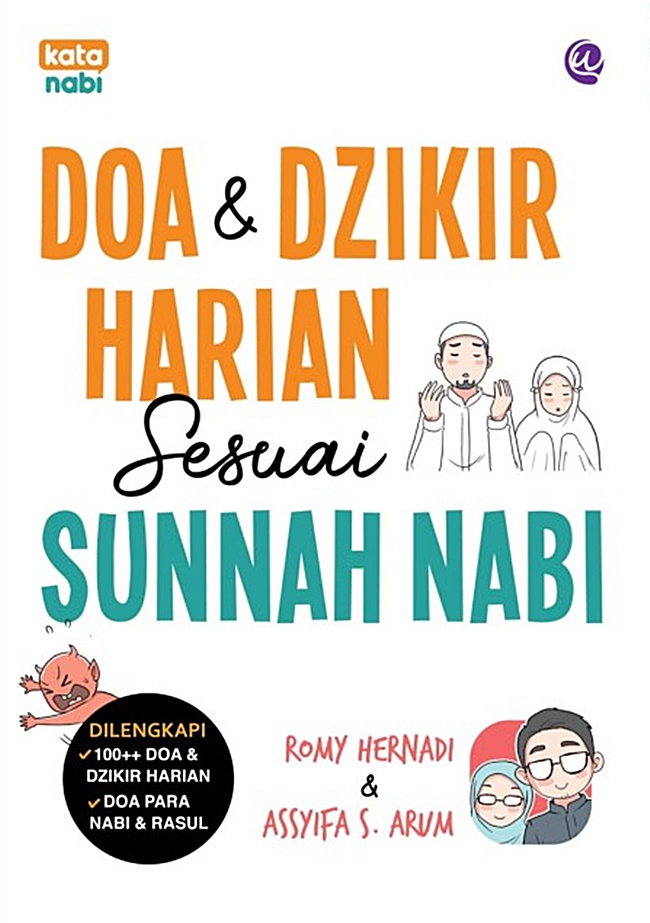 kata
nabi
DOA & DZIKIR
HARIAN
Sesuai
SUNNAH NABI
DILENGKAPI
100++ DOA &
DZIKIR HARIAN
DOA PARA
NABI & RASUL
ROMY HERNADI
&
ASSYIFA S. ARUM